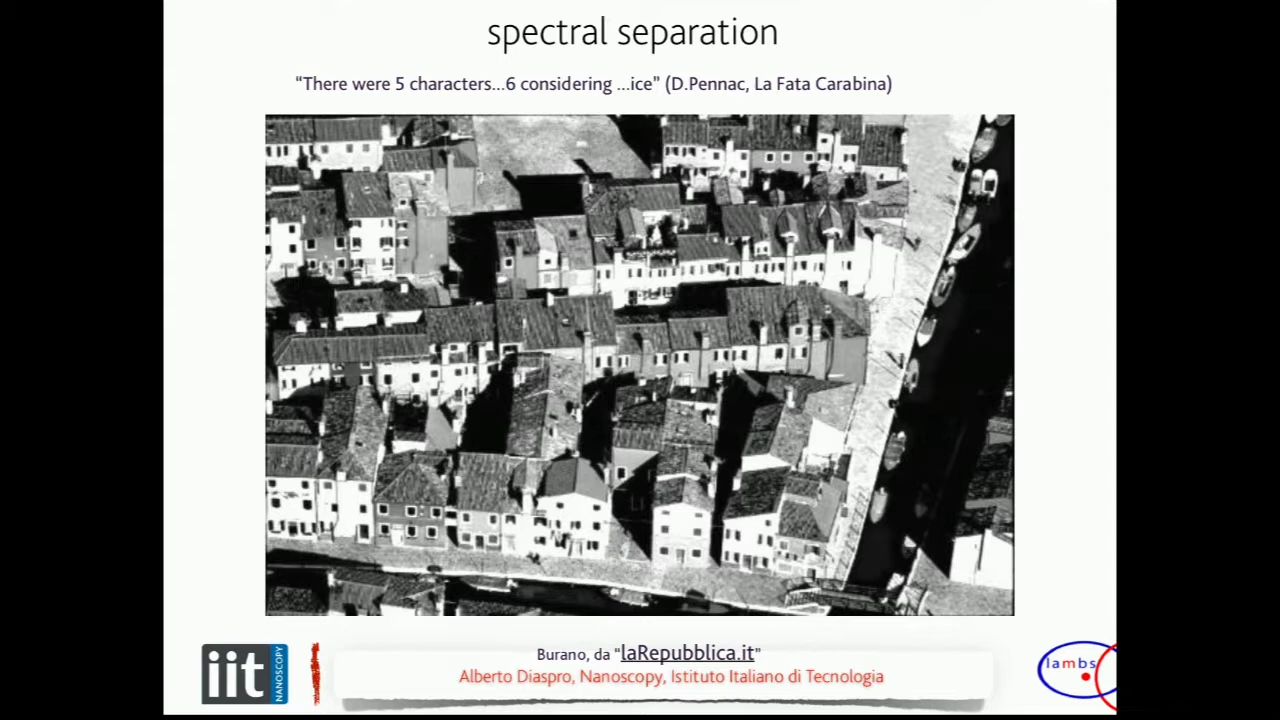 spectral separation
“There were 5 characters...6 considering ...ice” (D.Pennac, La Fata Carabina)
iit
NANOSCOPY
Burano, da “laRepubblica.it”
Alberto Diaspro, Nanoscopy, Istituto Italiano di Tecnologia
lambs